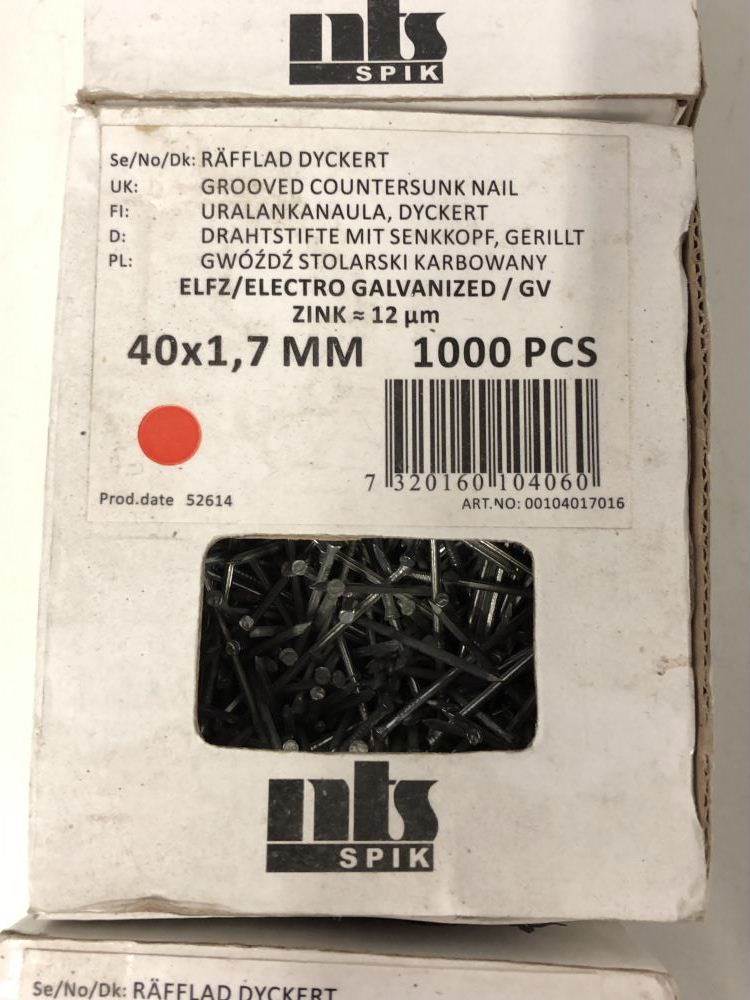 nts
SPIK
Se/No/Dk: RÄFFLAD DYCKERT
UK: GROOVED COUNTERSUNK NAIL
FI: URALANKANAULA, DYCKERT
D: DRAHTSTIFTE MIT SENKKOPF, GERILLT
PL: GWÓŹDŹ STOLARSKI KARBOWANY
ELFZ/ELECTRO GALVANIZED / GV
ZINK ≈ 12 µm
40x1,7 MM 1000 PCS
7 320160 104060
Prod.date 52614 ART.NO: 00104017016
nts
SPIK
Se/No/Dk: RÄFFLAD DYCKERT